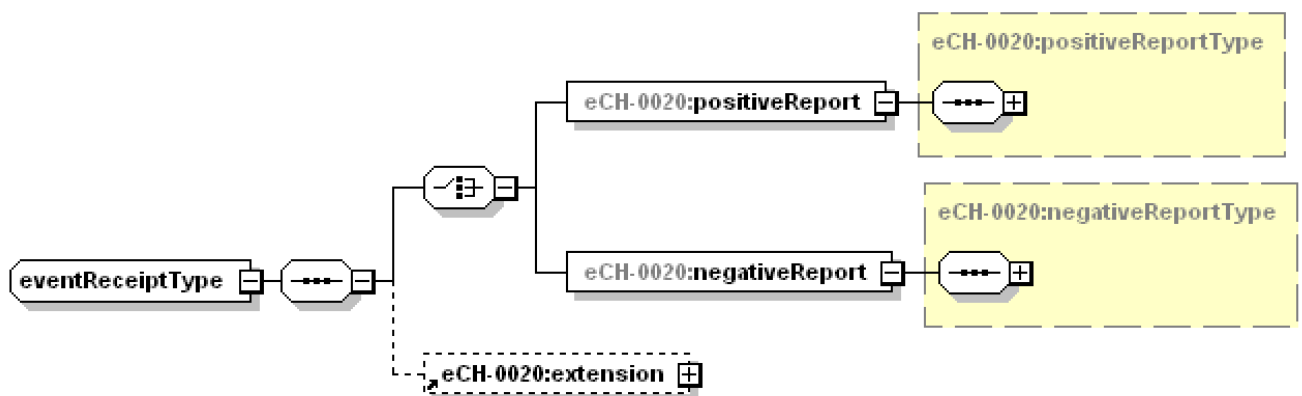 eCH-0020:positiveReportType
eCH-0020:positiveReport
eCH-0020:negativeReportType
eCH-0020:negativeReport
eventReceiptType
eCH-0020:extension